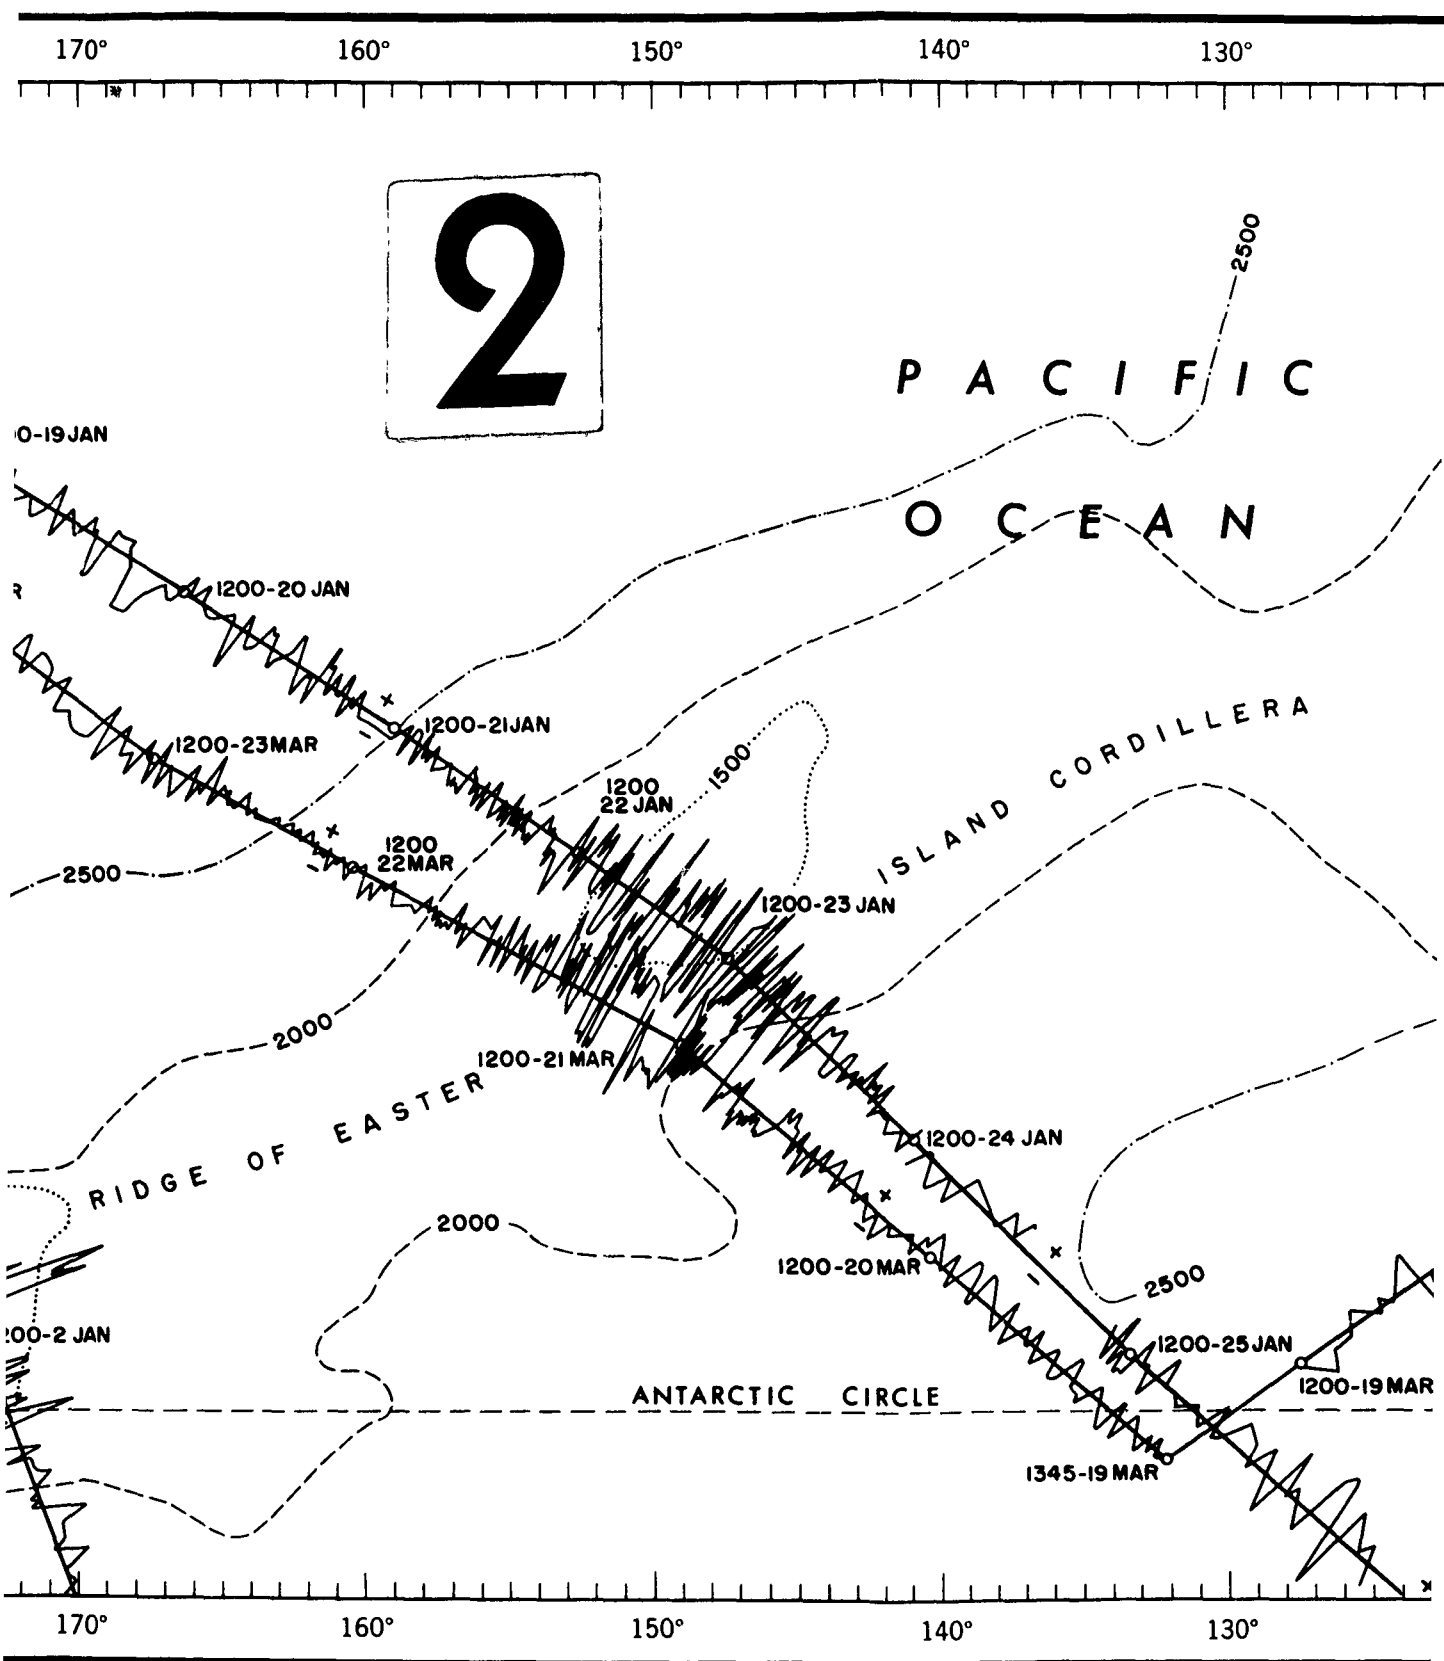 170° 160° 150° 140° 130°
2
2500
PACIFIC
0-19 JAN
OCEAN
1200-20 JAN
R
1200-21 JAN
1200-23 MAR
ISLAND CORDILLERA
1500
1200
22 JAN
1200
22 MAR
2500
1200-23 JAN
2000
1200-21 MAR
RIDGE OF EASTER
1200-24 JAN
2000
1200-20 MAR
2500
200-2 JAN
1200-25 JAN
1200-19 MAR
ANTARCTIC CIRCLE
1345-19 MAR
170° 160° 150° 140° 130°